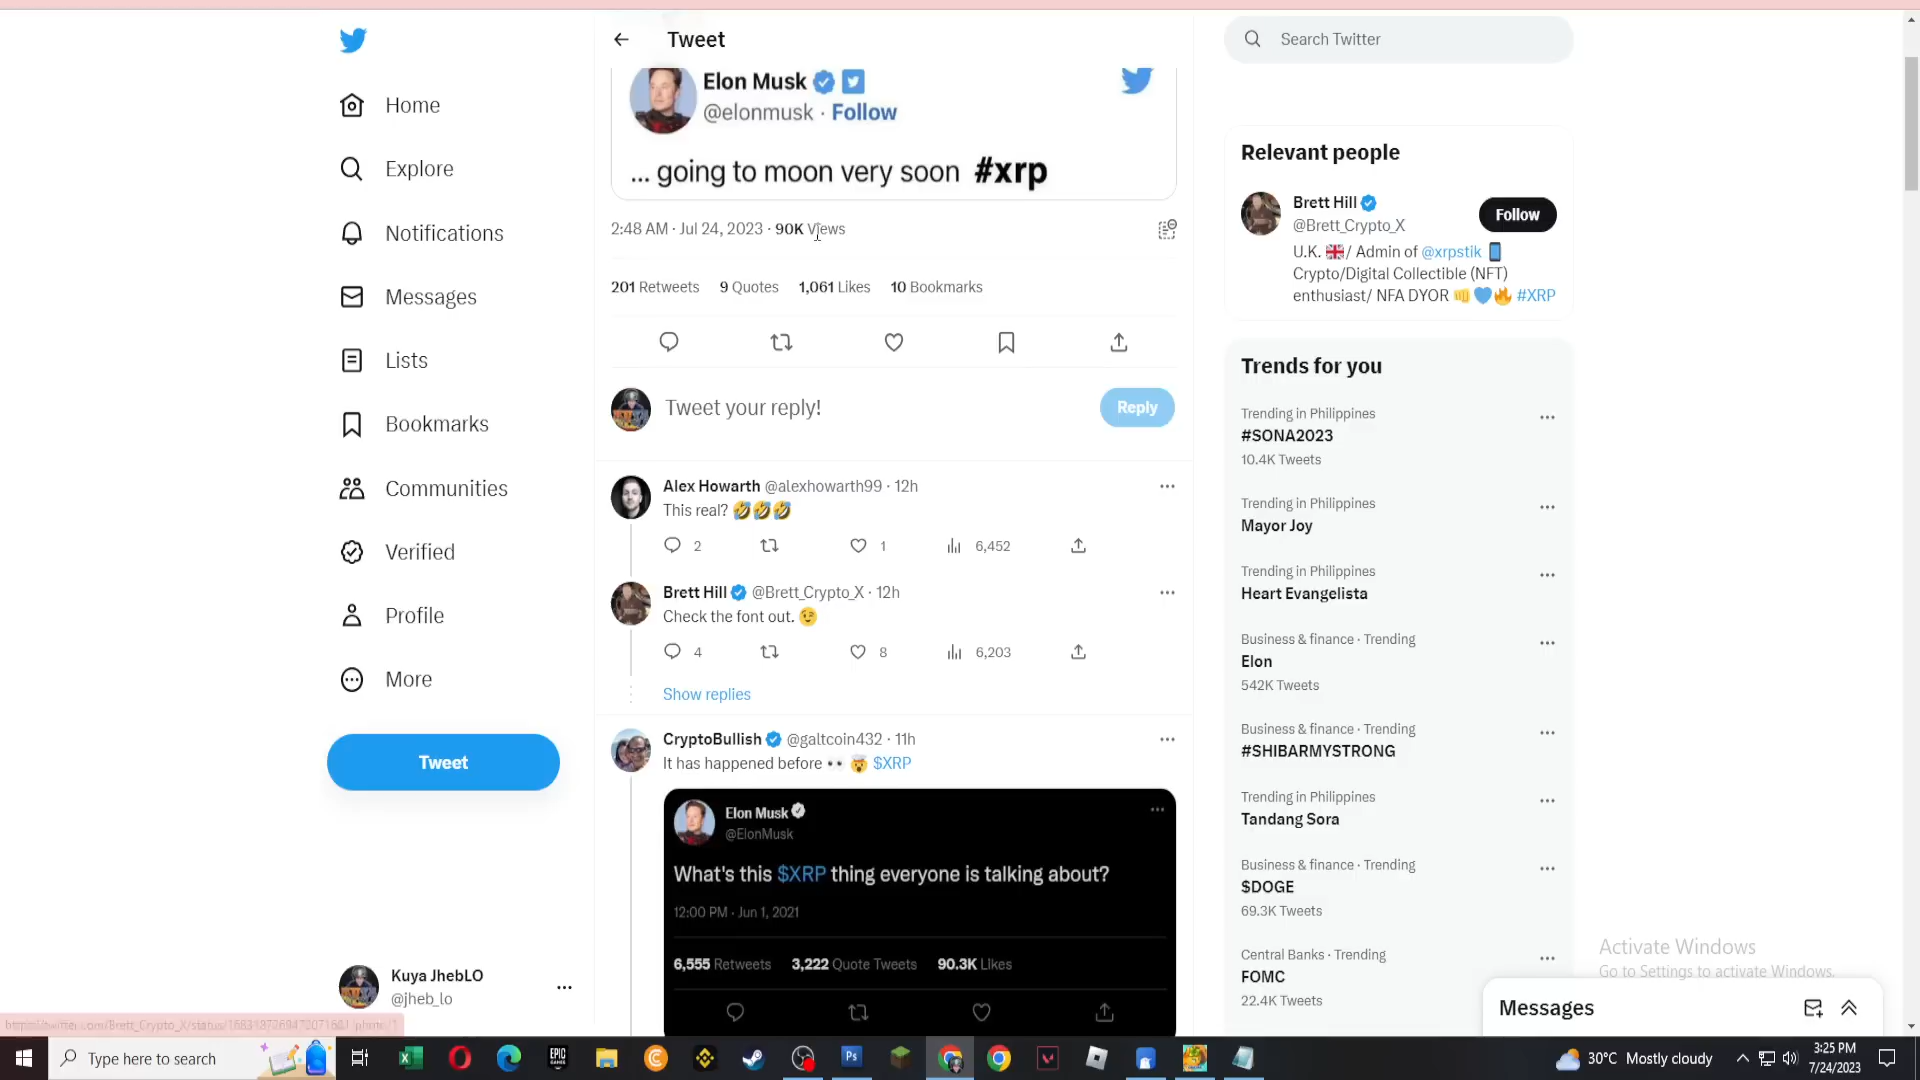 Tweet
Search Twitter
Home
Explore
Notifications
Messages
Lists
Bookmarks
Communities
Verified
Profile
More
Tweet
Kuya JhebLO
@jheb_lo
Elon Musk
@elonmusk · Follow
... going to moon very soon #xrp
2:48 AM · Jul 24, 2023 · 90K Views
201 Retweets 9 Quotes 1,061 Likes 10 Bookmarks
Tweet your reply!
Reply
Alex Howarth @alexhowarth99 · 12h
This real? 🤣🤣🤣
2 1 6,452
Brett Hill @Brett_Crypto_X · 12h
Check the font out. 😉
4 8 6,203
Show replies
CryptoBullish @galtcoin432 · 11h
It has happened before 👀 🤯 $XRP
Elon Musk
@ElonMusk
What's this $XRP thing everyone is talking about?
12:00 PM · Jun 1, 2021
6,555 Retweets 3,222 Quote Tweets 90.3K Likes
Relevant people
Brett Hill
@Brett_Crypto_X
Follow
U.K. 🇬🇧/ Admin of @xrpstik 📱
Crypto/Digital Collectible (NFT)
enthusiast/ NFA DYOR 👊💙🔥 #XRP
Trends for you
Trending in Philippines
#SONA2023
10.4K Tweets
Trending in Philippines
Mayor Joy
Trending in Philippines
Heart Evangelista
Business & finance · Trending
Elon
542K Tweets
Business & finance · Trending
#SHIBARMYSTRONG
Trending in Philippines
Tandang Sora
Business & finance · Trending
$DOGE
69.3K Tweets
Central Banks · Trending
FOMC
22.4K Tweets
Activate Windows
Go to Settings to activate Windows.
Messages
Type here to search
EPIC GAMES
Ps
30°C Mostly cloudy
3:25 PM
7/24/2023